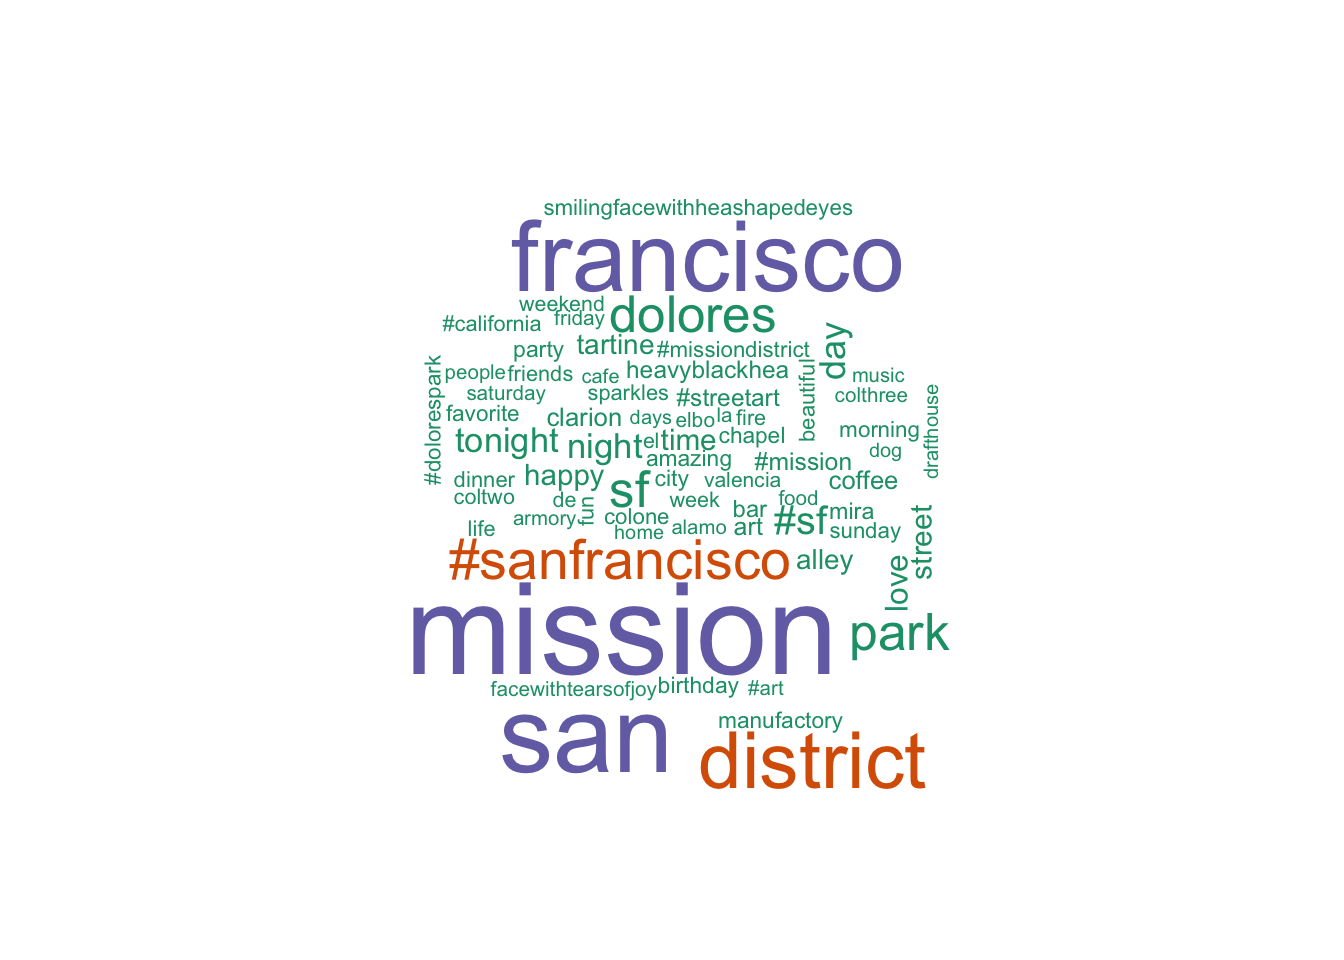 smilingfacewithheashapedeyes
francisco
weekend
dolores
#california
friday
day
party
tartine
#missiondistrict
people
friends
cafe
heavyblackhea
beautiful
music
#dolorespark
saturday
sparkles
#streetart
colthree
drafthouse
favorite
clarion
days
elbo
la
fire
tonight
night
el
time
chapel
morning
amazing
#mission
dog
dinner
happy
sf
city
valencia
coffee
coltwo
de
fun
week
food
bar
#sf
mira
life
armory
colone
home
alamo
art
sunday
street
#sanfrancisco
alley
love
mission
park
facewithtearsofjoy
birthday
#art
san
manufactory
district